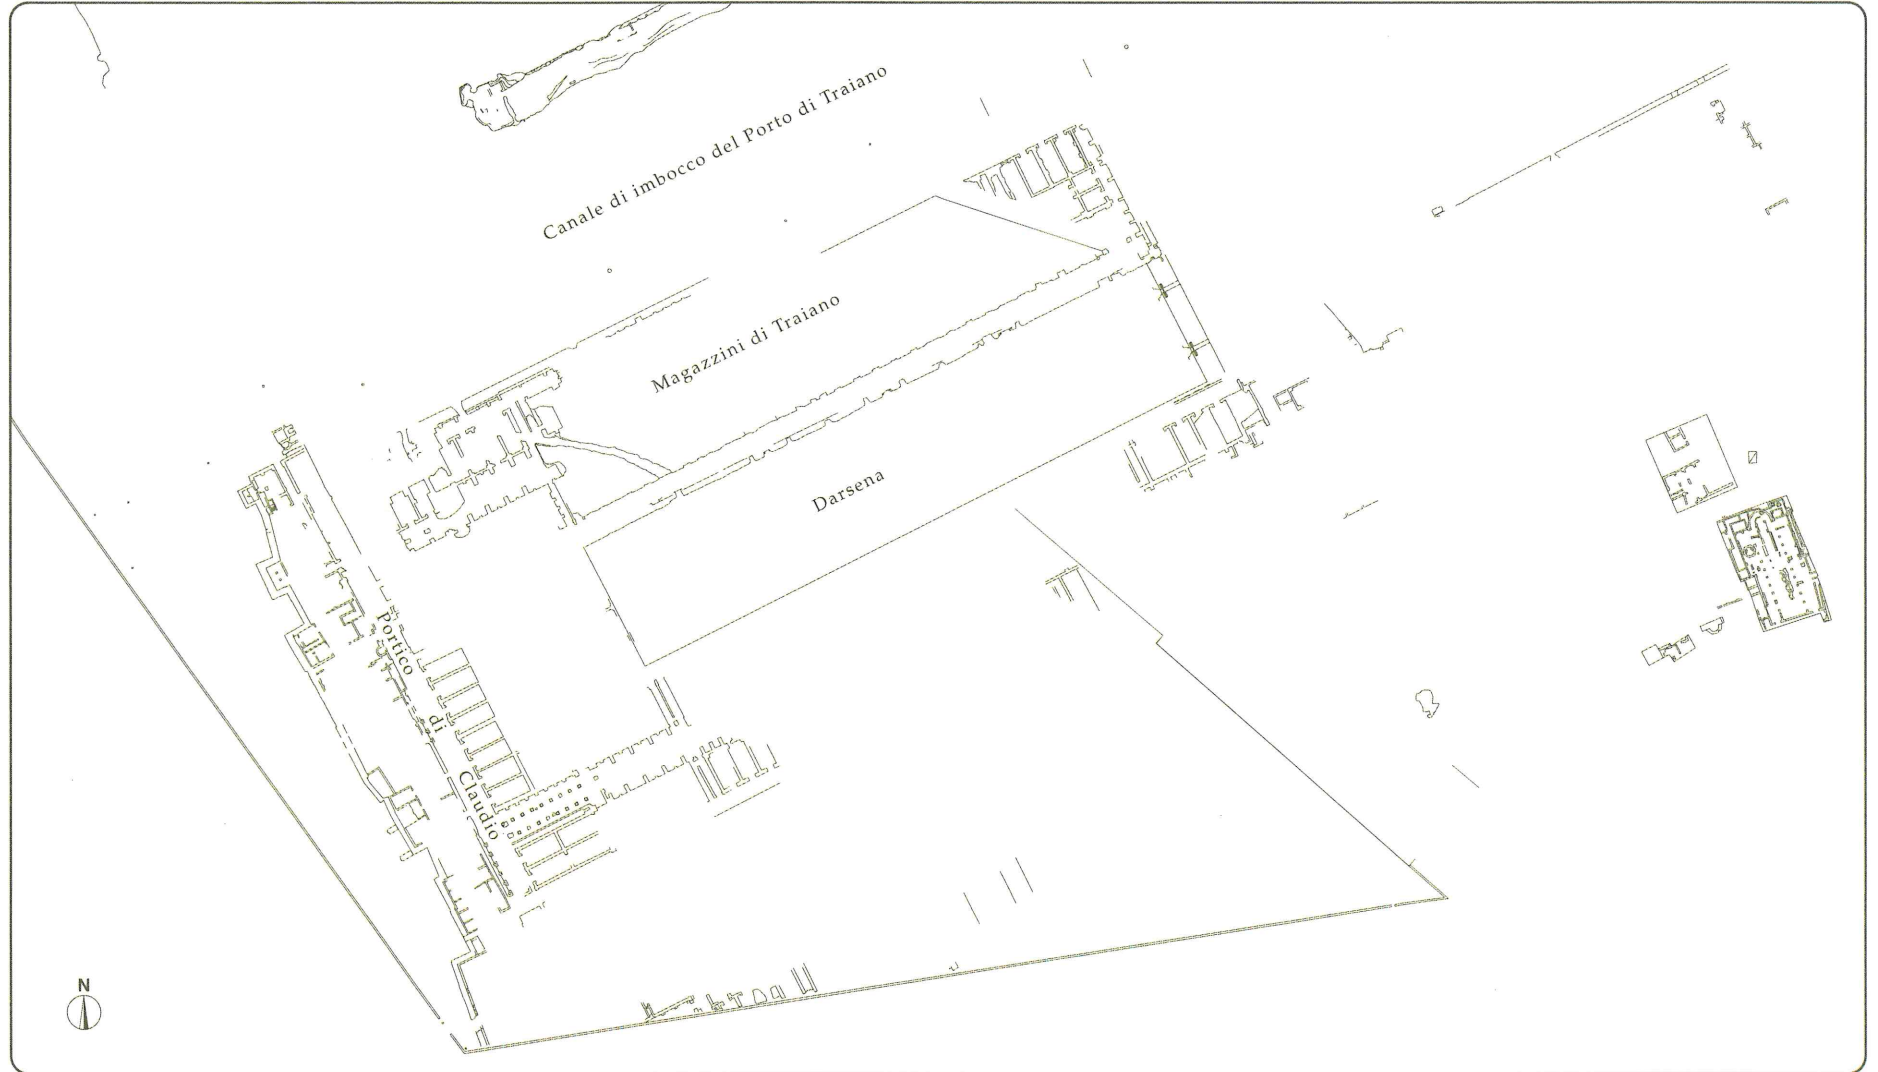 Canale di imbocco del Porto di Traiano
Magazzini di Traiano
Darsena
Portico di Claudio
N